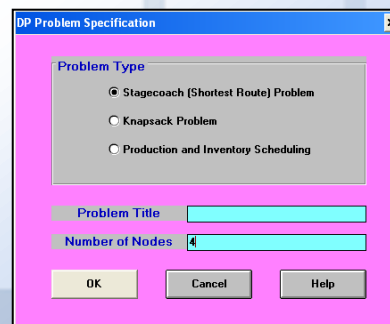 DP Problem Specification
Problem Type
Stagecoach (Shortest Route) Problem
Knapsack Problem
Production and Inventory Scheduling
Problem Title
Number of Nodes 4
OK Cancel Help